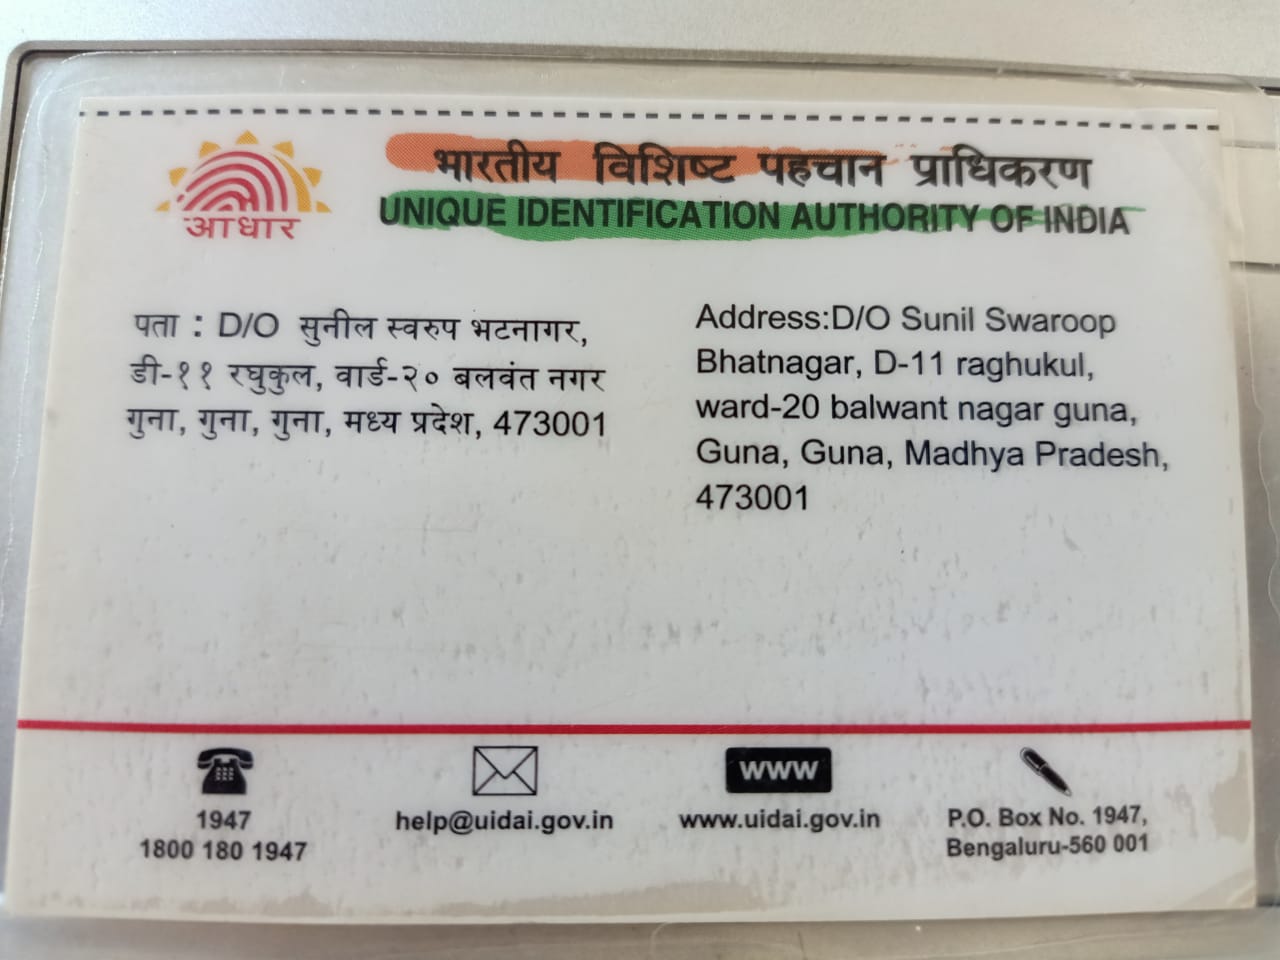 आधार
भारतीय विशिष्ट पहचान प्राधिकरण
UNIQUE IDENTIFICATION AUTHORITY OF INDIA
पता : D/O सुनील स्वरुप भटनागर,
डी-११ रघुकुल, वार्ड-२० बलवंत नगर
गुना, गुना, गुना, मध्य प्रदेश, 473001
Address:D/O Sunil Swaroop
Bhatnagar, D-11 raghukul,
ward-20 balwant nagar guna,
Guna, Guna, Madhya Pradesh,
473001
1947
1800 180 1947
help@uidai.gov.in
WWW
www.uidai.gov.in
P.O. Box No. 1947,
Bengaluru-560 001